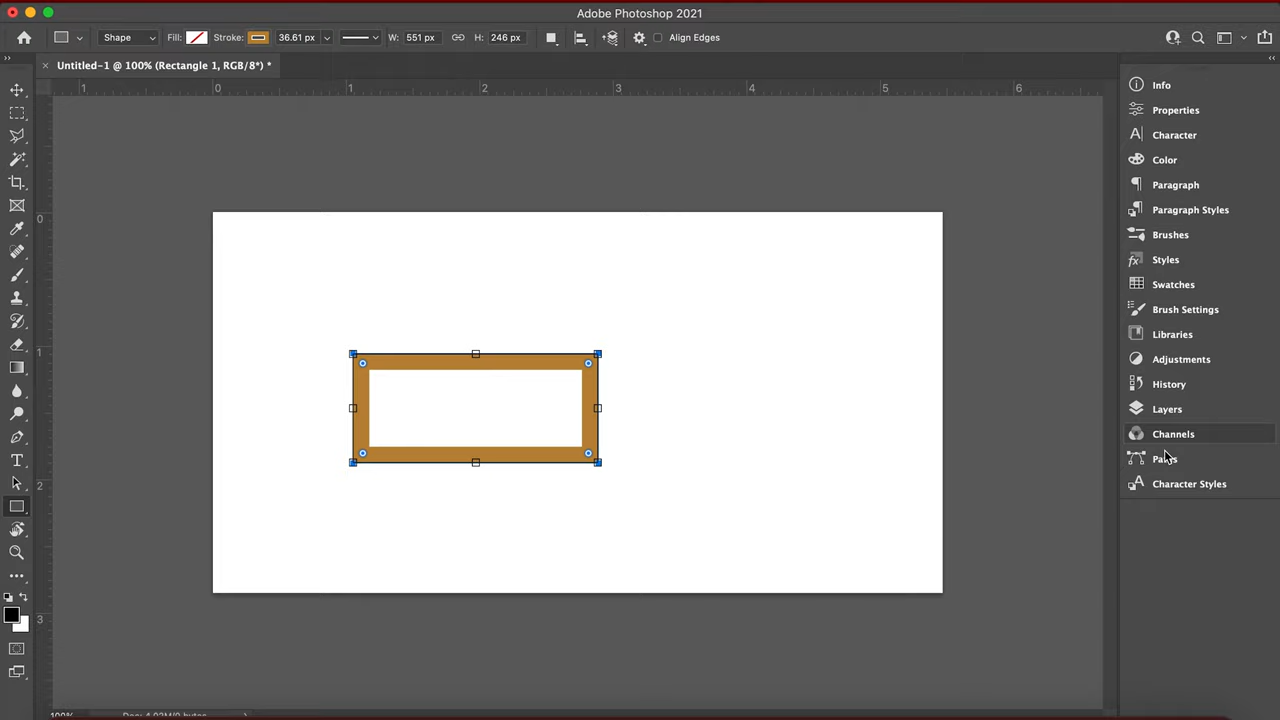 Adobe Photoshop 2021
Shape Fill: Stroke: 36.61 px W: 551 px H: 246 px Align Edges
× Untitled-1 @ 100% (Rectangle 1, RGB/8*) *
1 0 1 2 3 4 5 6
0
1
2
3
Info
Properties
Character
Color
Paragraph
Paragraph Styles
Brushes
Styles
Swatches
Brush Settings
Libraries
Adjustments
History
Layers
Channels
Character Styles
100%